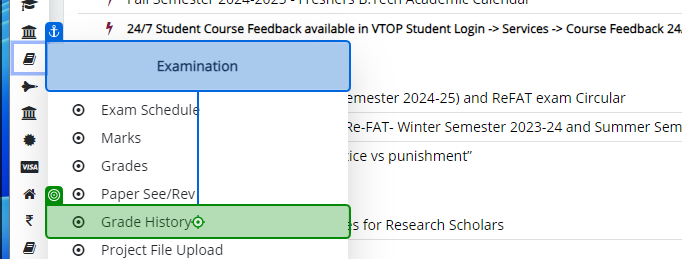 Fall Semester 2024-2025 - Freshers B.Tech Academic Calendar
24/7 Student Course Feedback available in VTOP Student Login -> Services -> Course Feedback 24.
Examination
emester 2024-25) and ReFAT exam Circular
Exam Schedule
Re-FAT- Winter Semester 2023-24 and Summer Sem
Marks
tice vs punishment”
Grades
VISA
Paper See/Rev
Grade History
es for Research Scholars
₹
Project File Upload